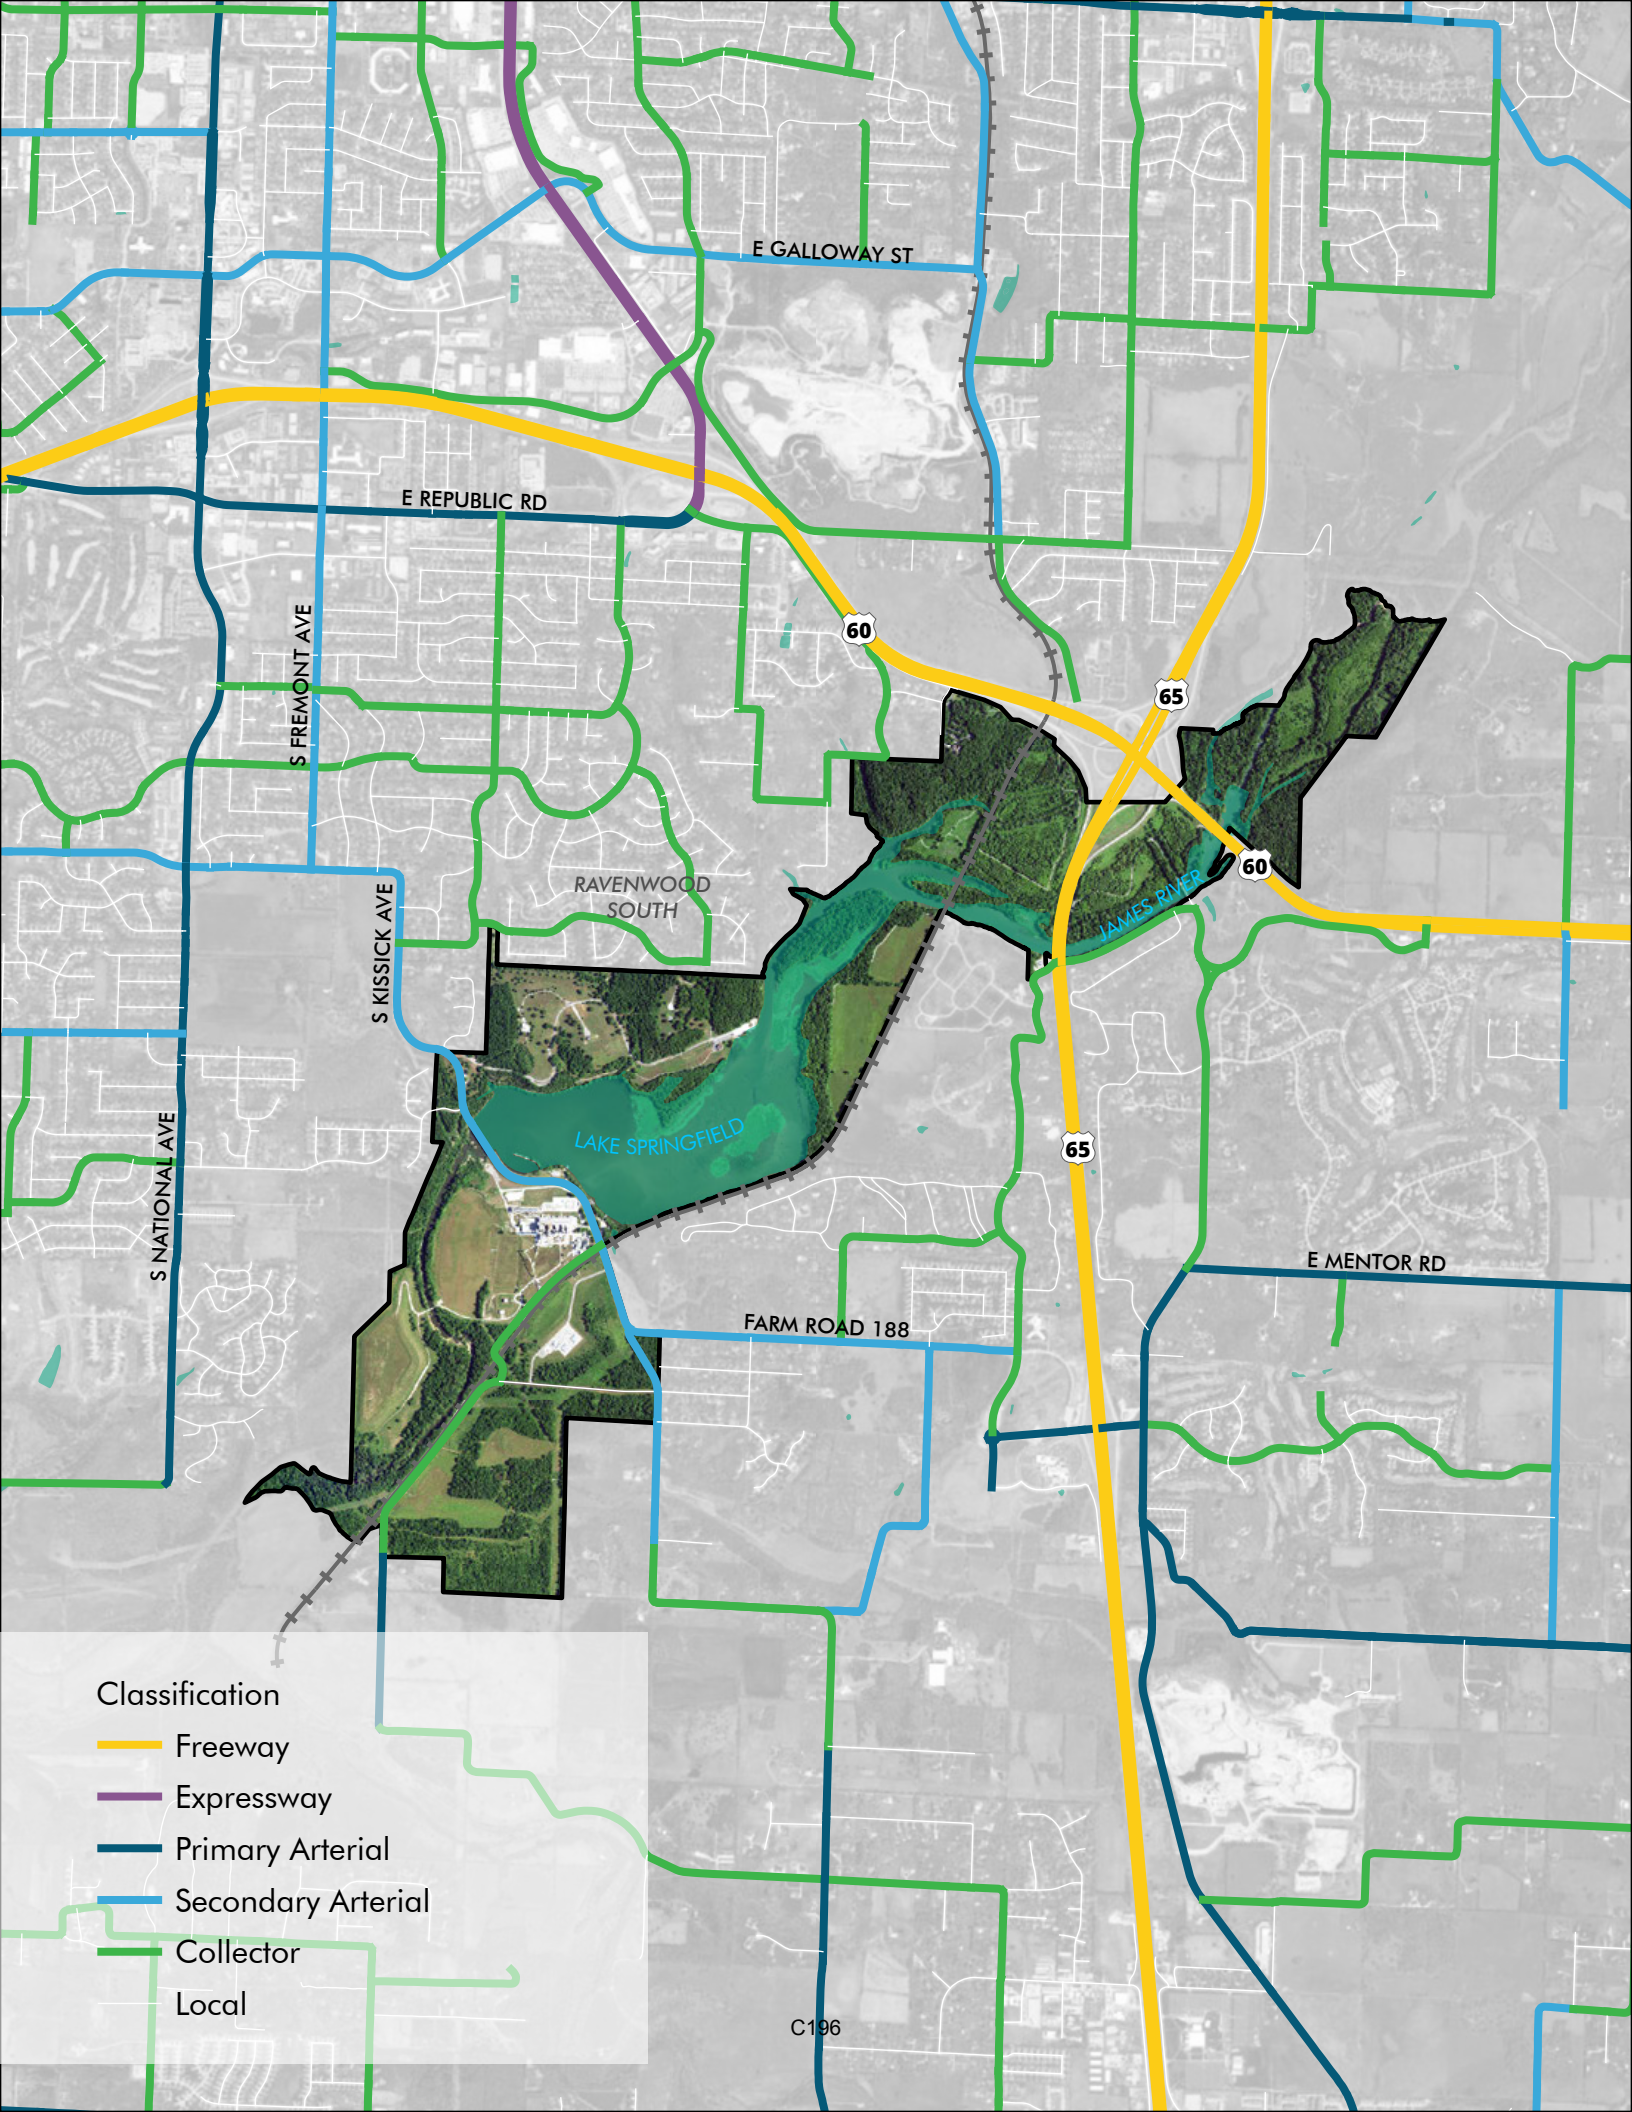 E GALLOWAY ST
E REPUBLIC RD
S FREMONT AVE
60
65
60
JAMES RIVER
RAVENWOOD
SOUTH
S KISSICK AVE
LAKE SPRINGFIELD
65
S NATIONAL AVE
E MENTOR RD
FARM ROAD 188
Classification
Freeway
Expressway
Primary Arterial
Secondary Arterial
Collector
Local
C196